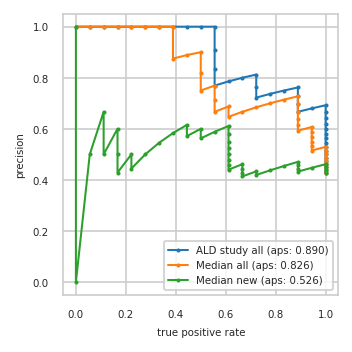 1.0
0.8
0.6
0.4
0.2
0.0
precision
ALD study all (aps: 0.890)
Median all (aps: 0.826)
Median new (aps: 0.526)
0.0 0.2 0.4 0.6 0.8 1.0
true positive rate